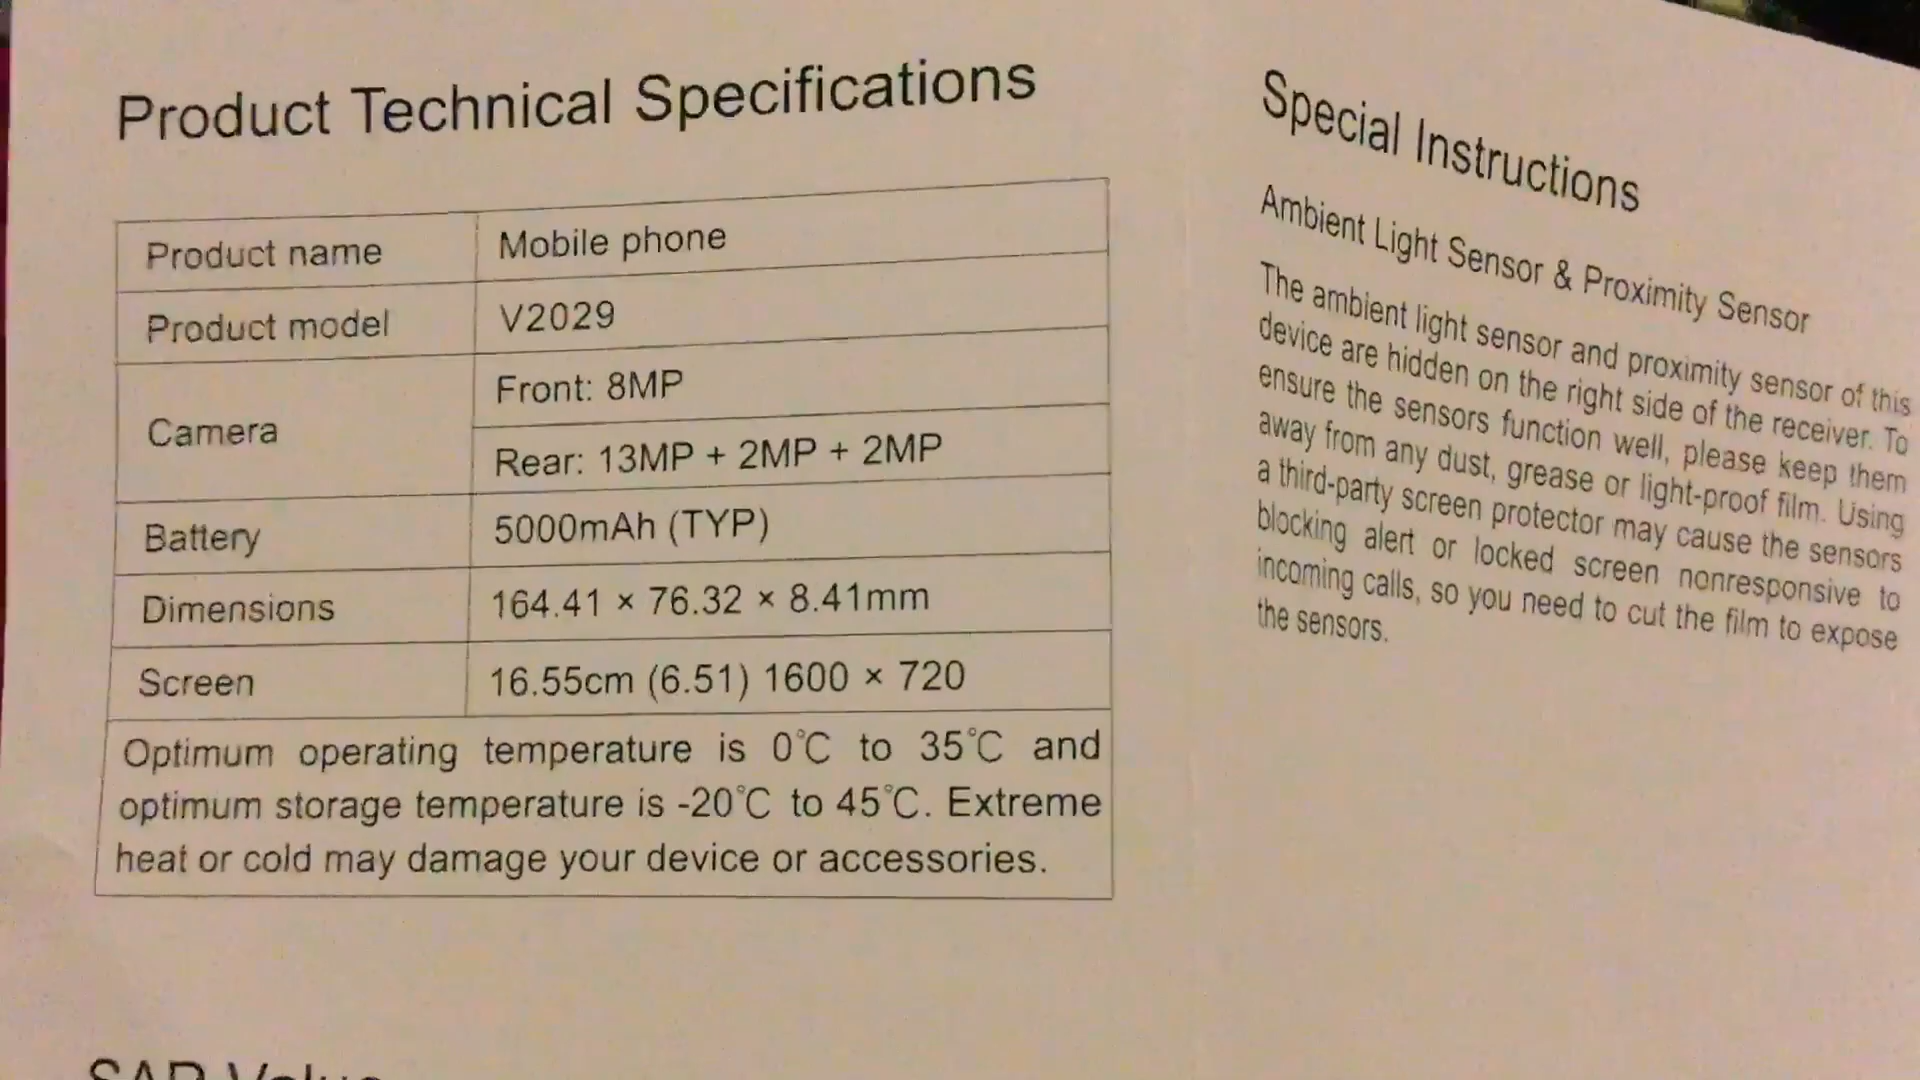 Product Technical Specifications
Product name
Mobile phone
Product model
V2029
Camera
Front: 8MP
Rear: 13MP + 2MP + 2MP
Battery
5000mAh (TYP)
Dimensions
164.41 × 76.32 × 8.41mm
Screen
16.55cm (6.51) 1600 × 720
Optimum operating temperature is 0℃ to 35℃ and
optimum storage temperature is -20℃ to 45℃. Extreme
heat or cold may damage your device or accessories.
SAR Value
Special Instructions
Ambient Light Sensor & Proximity Sensor
The ambient light sensor and proximity sensor of this
device are hidden on the right side of the receiver. To
ensure the sensors function well, please keep them
away from any dust, grease or light-proof film. Using
a third-party screen protector may cause the sensors
blocking alert or locked screen nonresponsive to
incoming calls, so you need to cut the film to expose
the sensors.